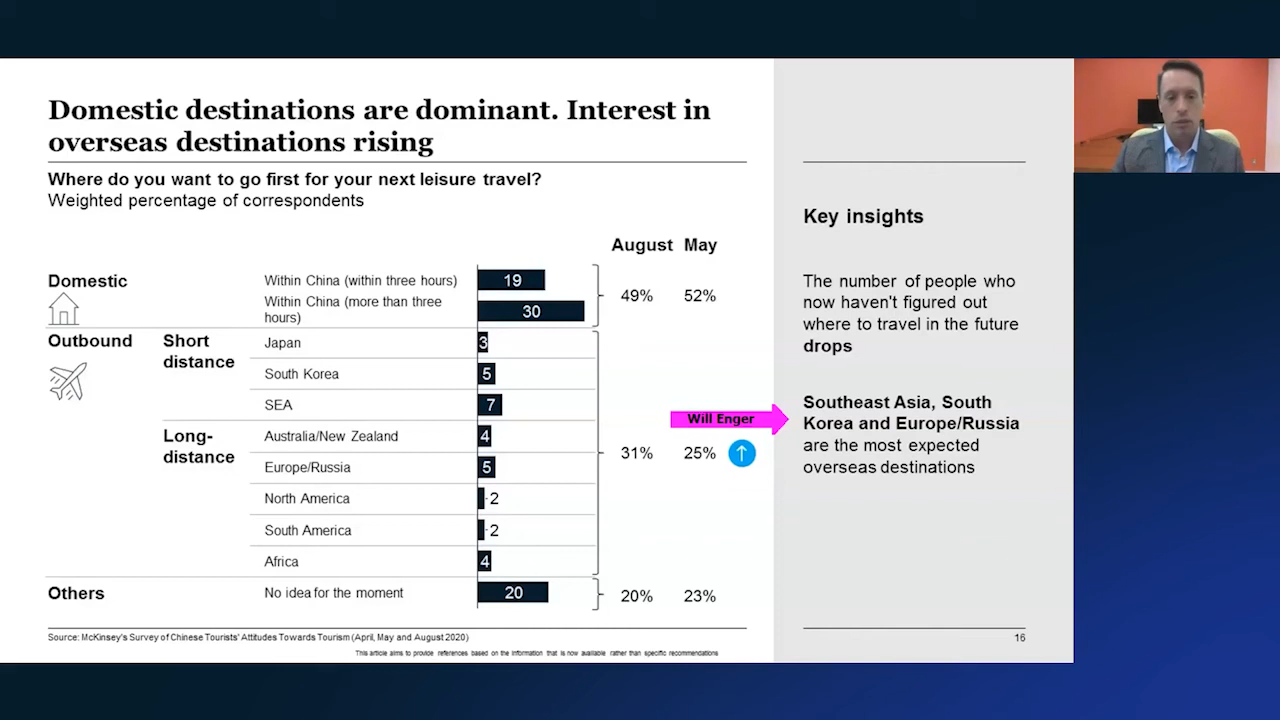 Domestic destinations are dominant. Interest in
overseas destinations rising
Where do you want to go first for your next leisure travel?
Weighted percentage of correspondents
August May
Domestic
Within China (within three hours) 19
Within China (more than three
hours) 30
49% 52%
Outbound
Short
distance
Japan 3
South Korea 5
SEA 7
Long-
distance
Australia/New Zealand 4
Europe/Russia 5
North America 2
South America 2
Africa 4
31% 25%
Others
No idea for the moment 20
20% 23%
Will Enger
Source: McKinsey's Survey of Chinese Tourists' Attitudes Towards Tourism (April, May and August 2020)
This article aims to provide references based on the information that is now available rather than specific recommendations
Key insights
The number of people who
now haven't figured out
where to travel in the future
drops
Southeast Asia, South
Korea and Europe/Russia
are the most expected
overseas destinations
16